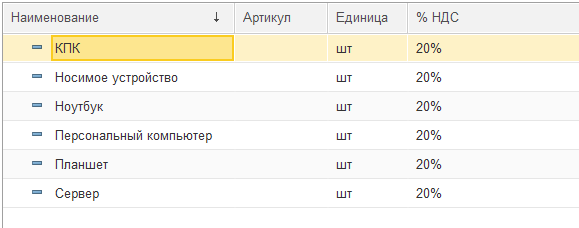 Наименование ↓ Артикул Единица % НДС
КПК шт 20%
Носимое устройство шт 20%
Ноутбук шт 20%
Персональный компьютер шт 20%
Планшет шт 20%
Сервер шт 20%